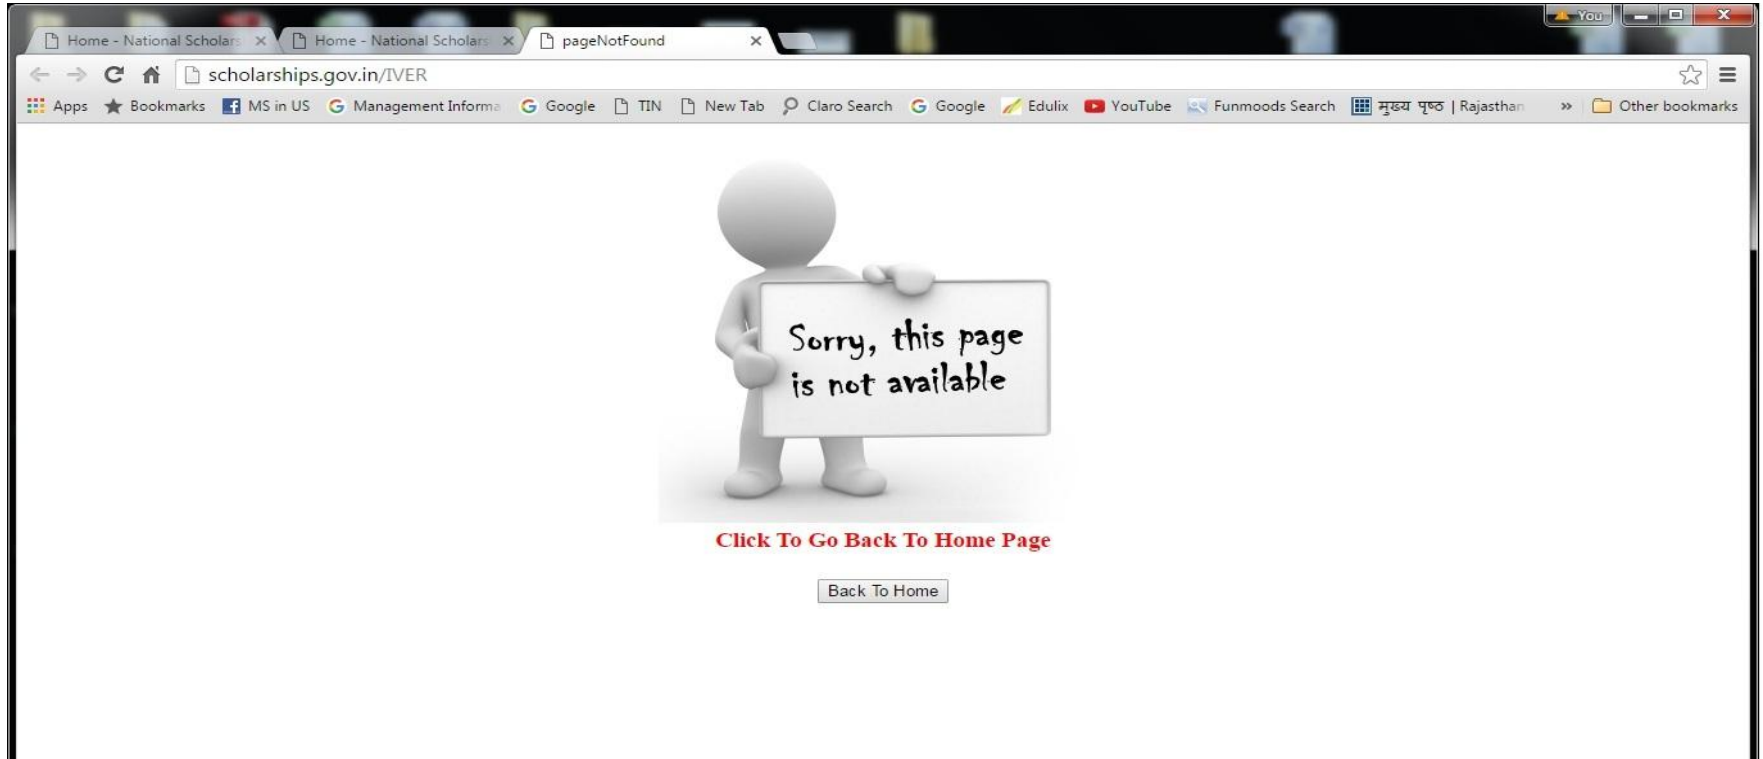 You
Home - National Scholars
Home - National Scholars
pageNotFound
scholarships.gov.in/IVER
Apps Bookmarks MS in US Management Informa Google TIN New Tab Claro Search Google Edulix YouTube Funmoods Search मुख्य पृष्ठ | Rajasthan » Other bookmarks
Sorry, this page
is not available
Click To Go Back To Home Page
Back To Home